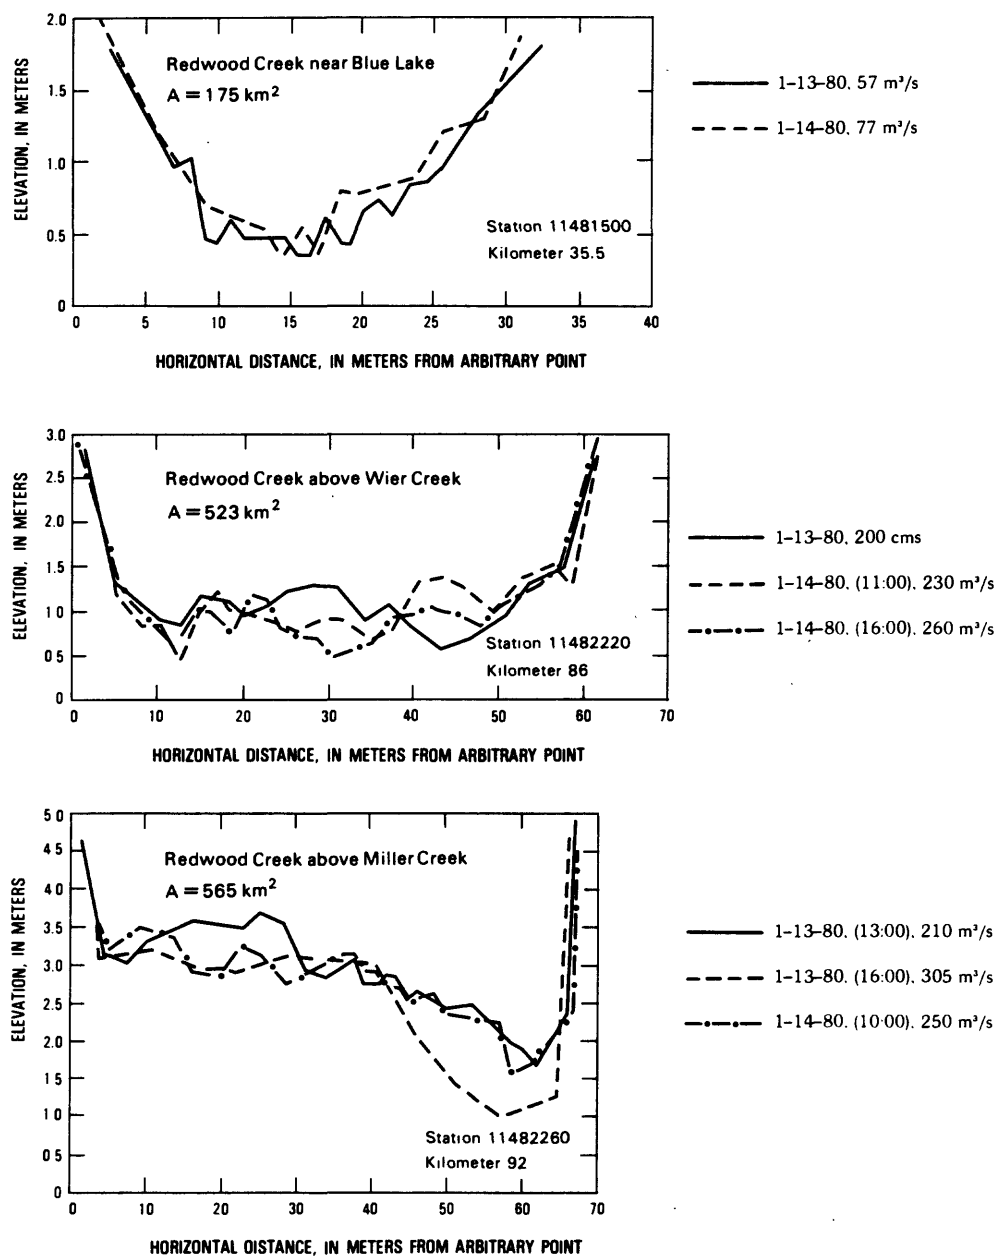 2.0
1.5
1.0
0.5
0
ELEVATION, IN METERS
Redwood Creek near Blue Lake
A = 175 km²
Station 11481500
Kilometer 35.5
0 5 10 15 20 25 30 35 40
HORIZONTAL DISTANCE, IN METERS FROM ARBITRARY POINT
1-13-80, 57 m³/s
1-14-80, 77 m³/s
3.0
2.5
2.0
1.5
1.0
0.5
0
ELEVATION, IN METERS
Redwood Creek above Wier Creek
A = 523 km²
Station 11482220
Kilometer 86
0 10 20 30 40 50 60 70
HORIZONTAL DISTANCE, IN METERS FROM ARBITRARY POINT
1-13-80, 200 cms
1-14-80, (11:00), 230 m³/s
1-14-80, (16:00), 260 m³/s
5 0
4 5
4.0
3.5
3.0
2.5
2.0
1 5
1 0
0 5
0
ELEVATION, IN METERS
Redwood Creek above Miller Creek
A = 565 km²
Station 11482260
Kilometer 92
0 10 20 30 40 50 60 70
HORIZONTAL DISTANCE, IN METERS FROM ARBITRARY POINT
1-13-80, (13:00), 210 m³/s
1-13-80, (16:00), 305 m³/s
1-14-80, (10:00), 250 m³/s